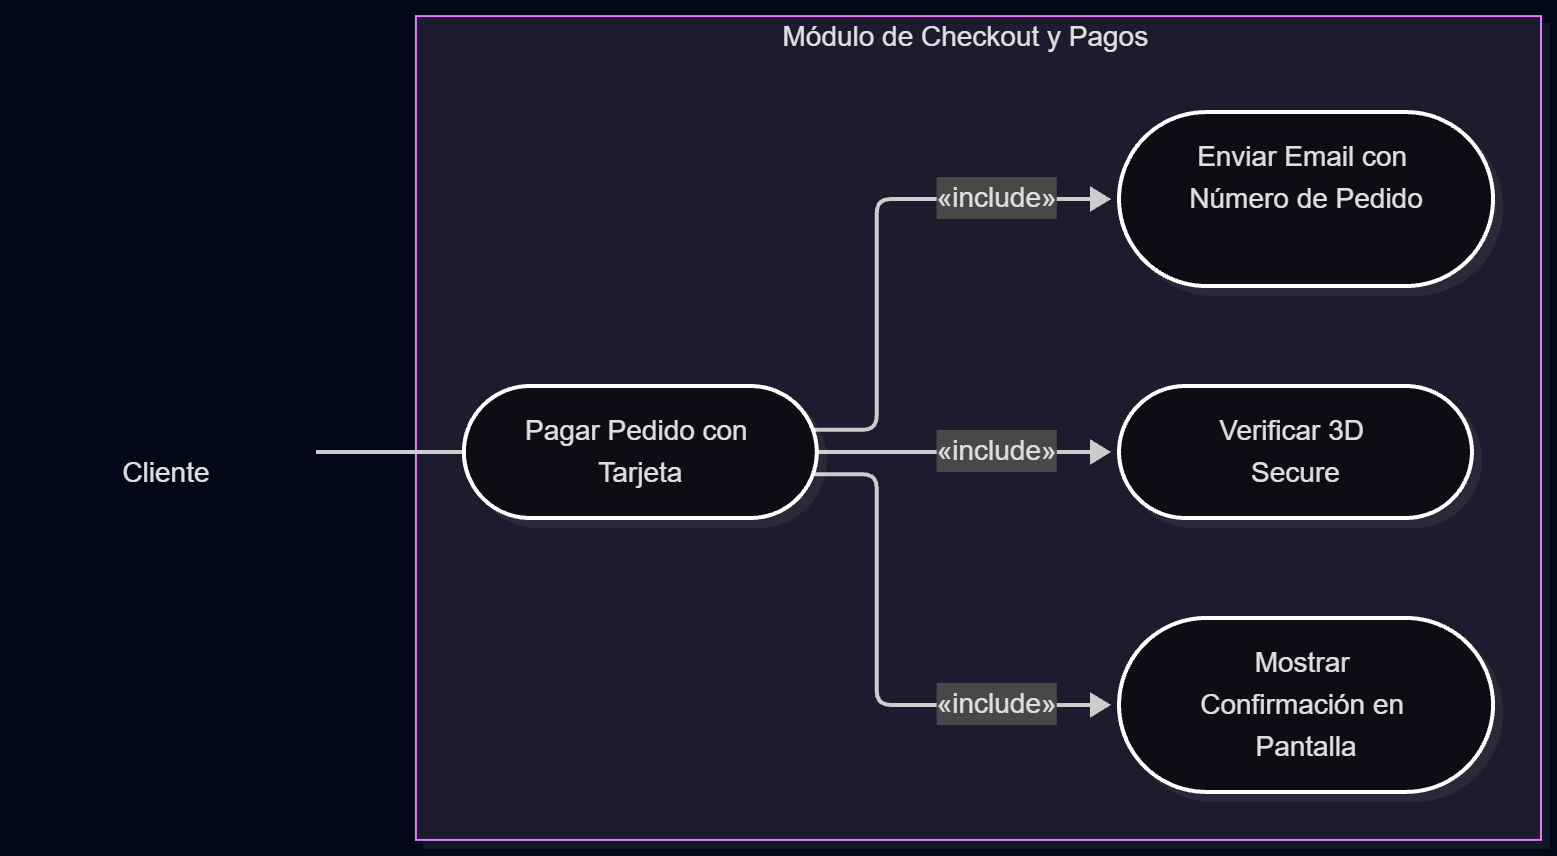 Módulo de Checkout y Pagos
Enviar Email con
Número de Pedido
«include»
Cliente
Pagar Pedido con
Tarjeta
«include»
Verificar 3D
Secure
«include»
Mostrar
Confirmación en
Pantalla